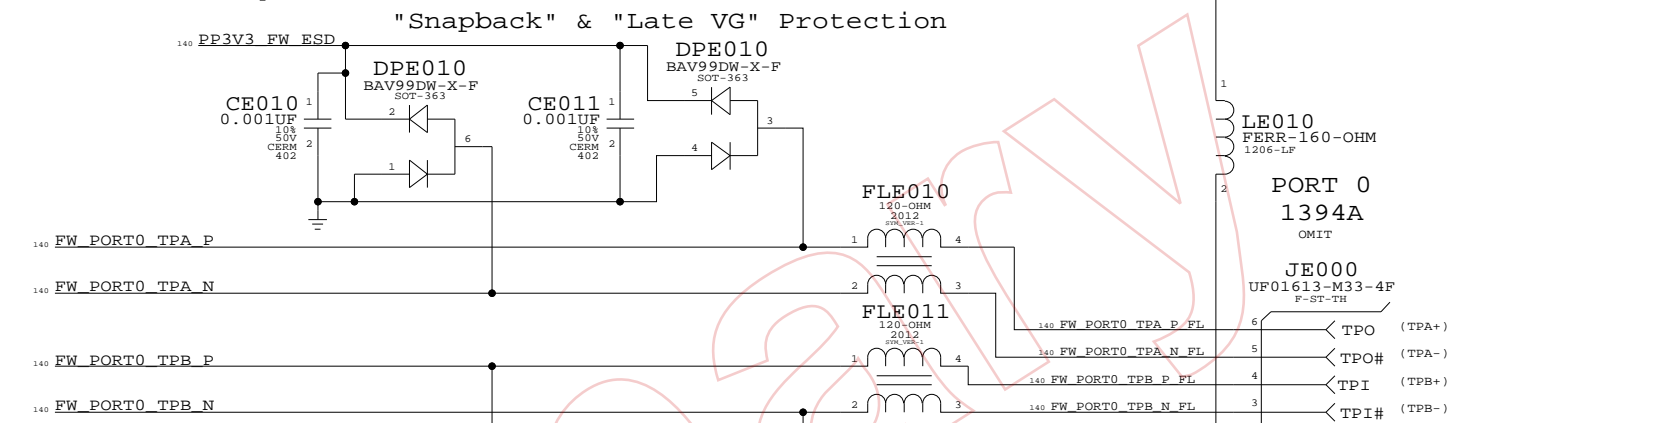 "Snapback" & "Late VG" Protection
140 PP3V3_FW_ESD
DPE010
BAV99DW-X-F
SOT-363
DPE010
BAV99DW-X-F
SOT-363
CE010
0.001UF
10%
50V
CERM
402
1
2
2
1
6
CE011
0.001UF
10%
50V
CERM
402
1
2
5
4
3
1
LE010
FERR-160-OHM
1206-LF
2
PORT 0
1394A
OMIT
JE000
UF01613-M33-4F
F-ST-TH
FLE010
120-OHM
2012
SYM_VER-1
140 FW_PORT0_TPA_P
1
4
140 FW_PORT0_TPA_N
2
3
FLE011
120-OHM
2012
SYM_VER-1
140 FW_PORT0_TPB_P
1
4
140 FW_PORT0_TPB_N
2
3
140 FW_PORT0_TPA_P_FL
6
TPO
(TPA+)
140 FW_PORT0_TPA_N_FL
5
TPO#
(TPA-)
140 FW_PORT0_TPB_P_FL
4
TPI
(TPB+)
140 FW_PORT0_TPB_N_FL
3
TPI#
(TPB-)
ary